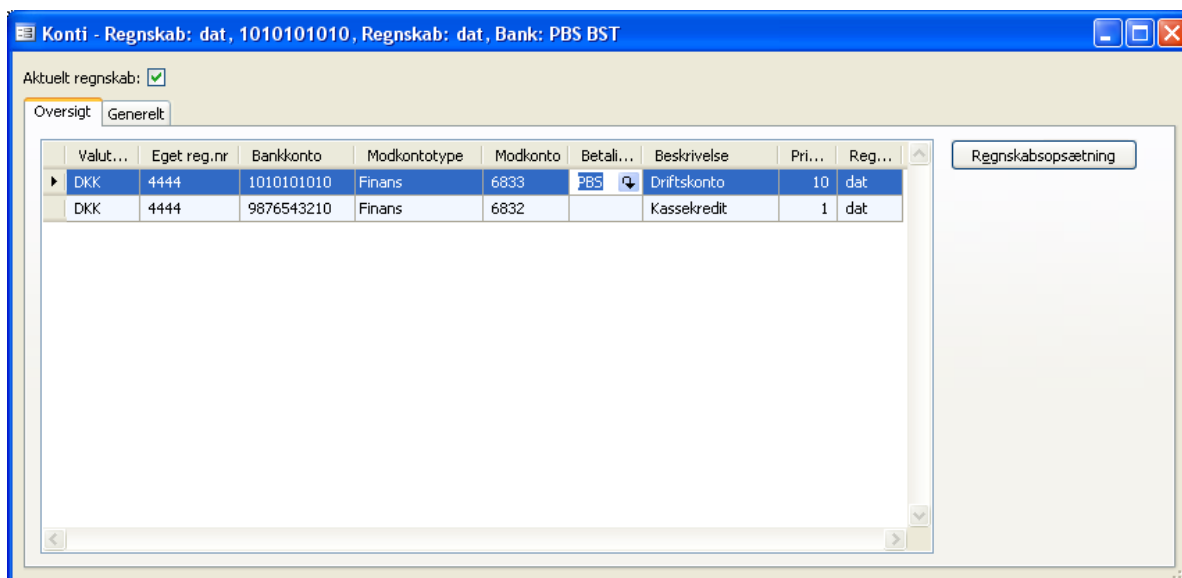 Konti - Regnskab: dat, 1010101010, Regnskab: dat, Bank: PBS BST
Aktuelt regnskab:
Oversigt Generelt
Valut... Eget reg.nr Bankkonto Modkontotype Modkonto Betali... Beskrivelse Pri... Reg... Regnskabsopsætning
DKK 4444 1010101010 Finans 6833 PBS Driftskonto 10 dat
DKK 4444 9876543210 Finans 6832 Kassekredit 1 dat